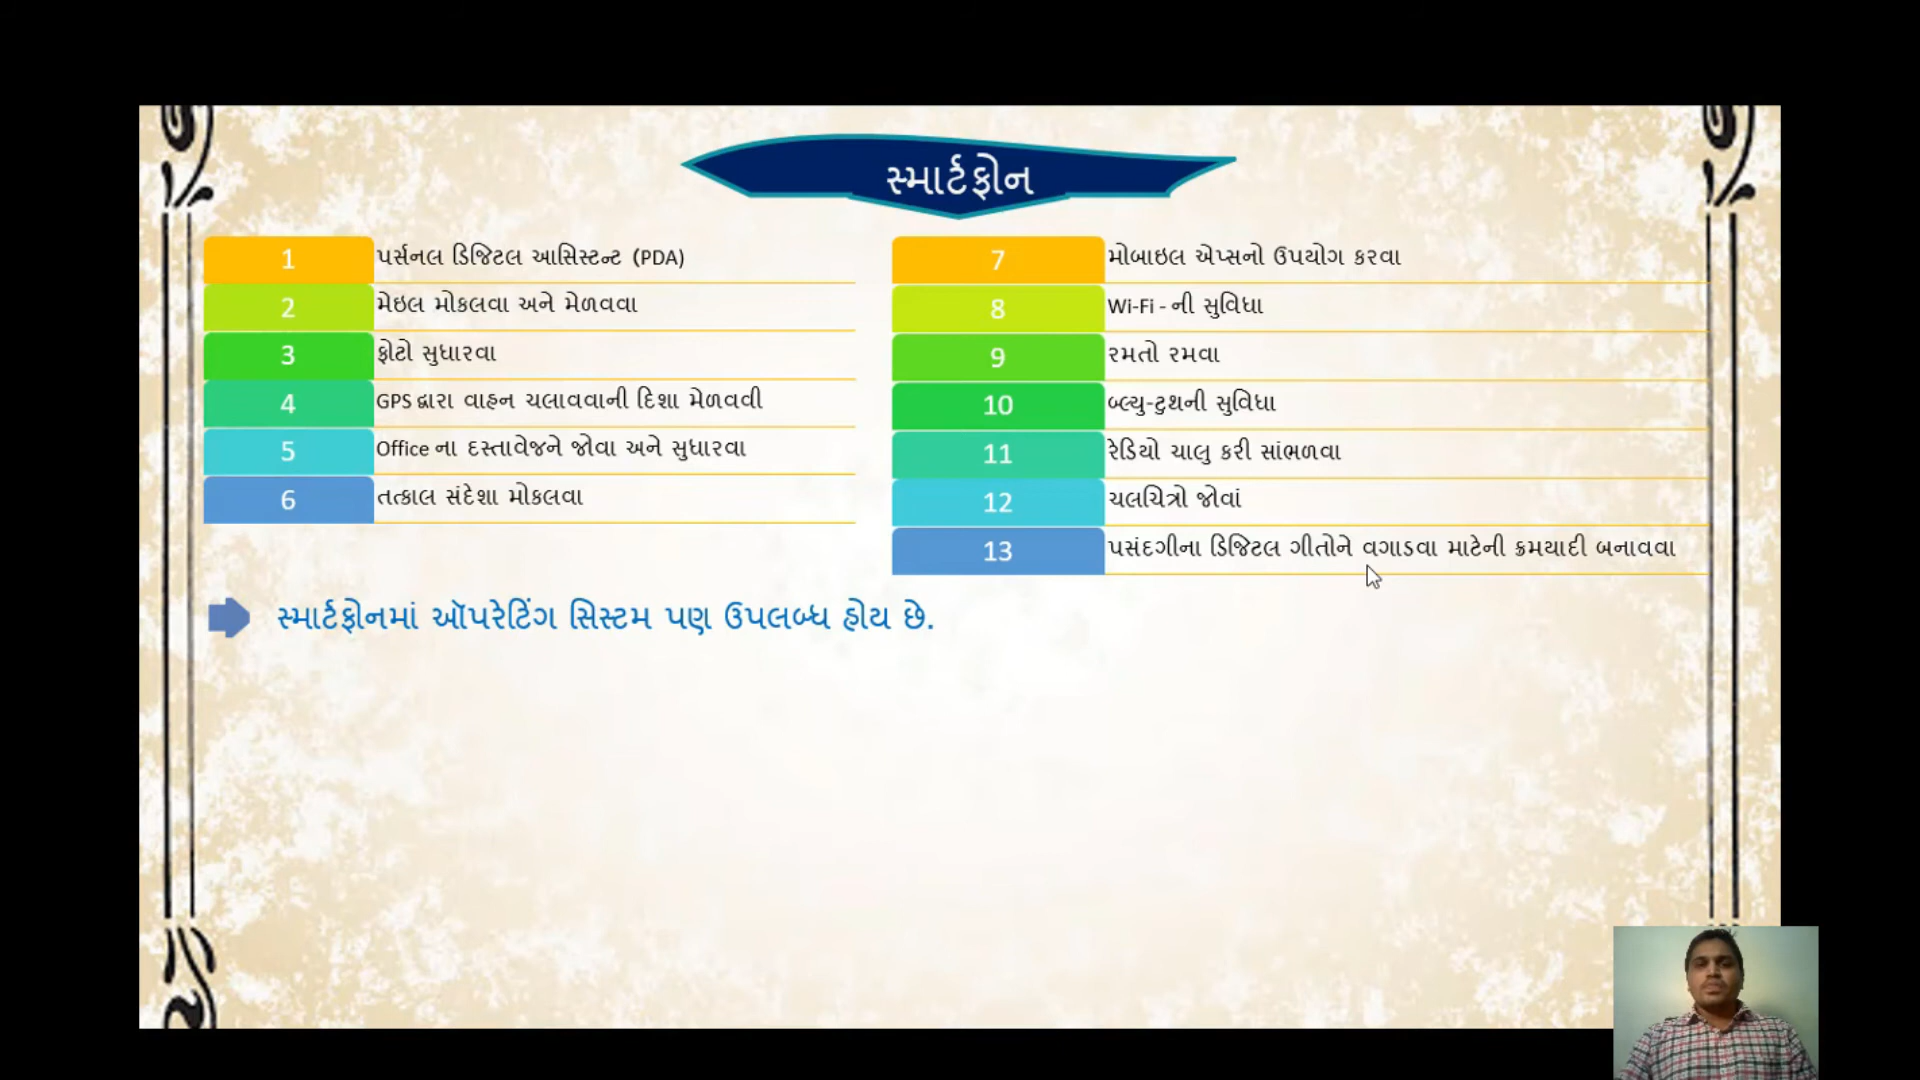 સ્માર્ટફોન
1 પર્સનલ ડિજિટલ આસિસ્ટન્ટ (PDA)
2 મેઇલ મોકલવા અને મેળવવા
3 ફોટો સુધારવા
4 GPS દ્વારા વાહન ચલાવવાની દિશા મેળવવી
5 Office ના દસ્તાવેજને જોવા અને સુધારવા
6 તત્કાલ સંદેશા મોકલવા
7 મોબાઇલ એપ્સનો ઉપયોગ કરવા
8 Wi-Fi - ની સુવિધા
9 રમતો રમવા
10 બ્લ્યુ-ટુથની સુવિધા
11 રેડિયો ચાલુ કરી સાંભળવા
12 ચલચિત્રો જોવાં
13 પસંદગીના ડિજિટલ ગીતોને વગાડવા માટેની ક્રમયાદી બનાવવા
સ્માર્ટફોનમાં ઑપરેટિંગ સિસ્ટમ પણ ઉપલબ્ધ હોય છે.